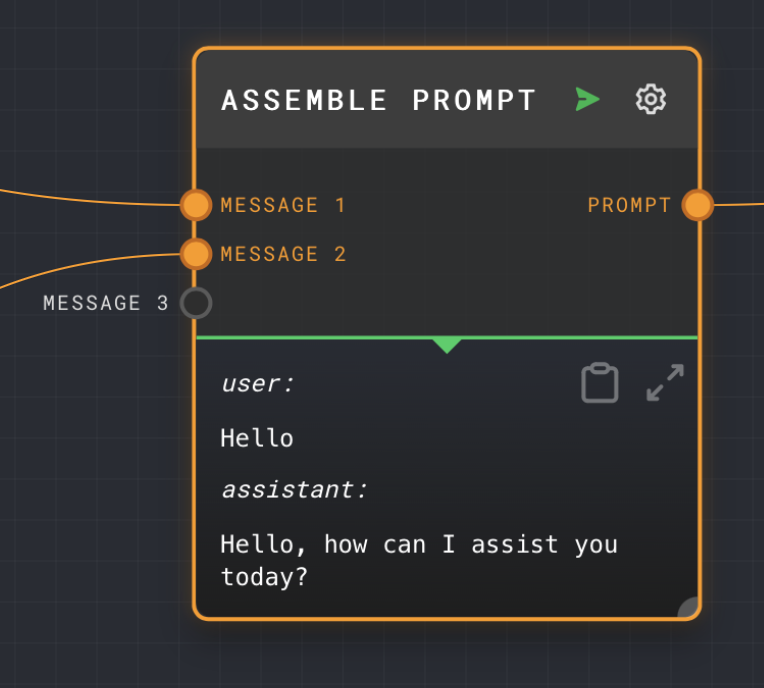 ASSEMBLE PROMPT
MESSAGE 1
PROMPT
MESSAGE 2
MESSAGE 3
user:
Hello
assistant:
Hello, how can I assist you
today?